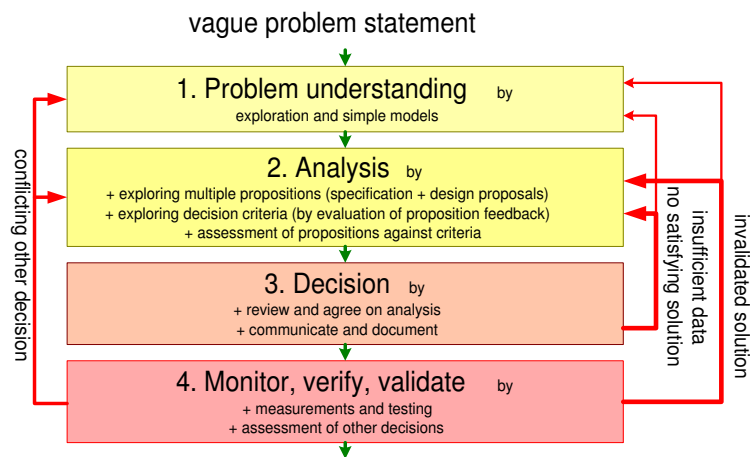 vague problem statement
1. Problem understanding by
exploration and simple models
2. Analysis by
+ exploring multiple propositions (specification + design proposals)
+ exploring decision criteria (by evaluation of proposition feedback)
+ assessment of propositions against criteria
3. Decision by
+ review and agree on analysis
+ communicate and document
4. Monitor, verify, validate by
+ measurements and testing
+ assessment of other decisions
conflicting other decision
insufficient data
no satisfying solution
invalidated solution